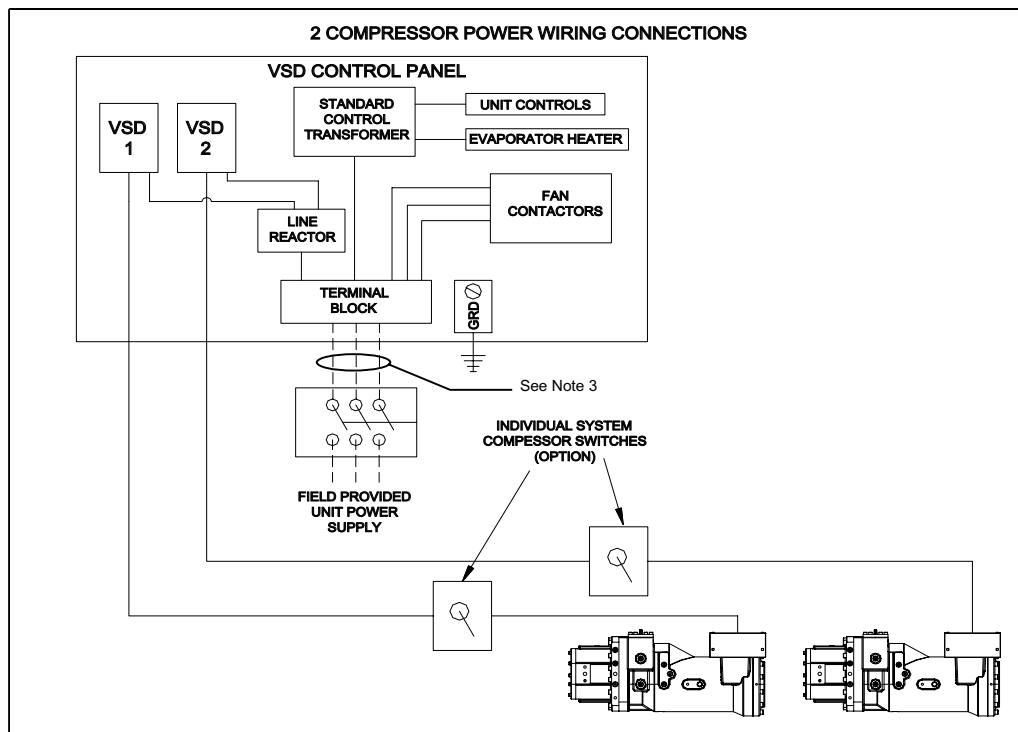 2 COMPRESSOR POWER WIRING CONNECTIONS
VSD CONTROL PANEL
VSD
1
VSD
2
STANDARD
CONTROL
TRANSFORMER
UNIT CONTROLS
EVAPORATOR HEATER
FAN
CONTACTORS
LINE
REACTOR
TERMINAL
BLOCK
GRD
See Note 3
INDIVIDUAL SYSTEM
COMPESSOR SWITCHES
(OPTION)
FIELD PROVIDED
UNIT POWER
SUPPLY